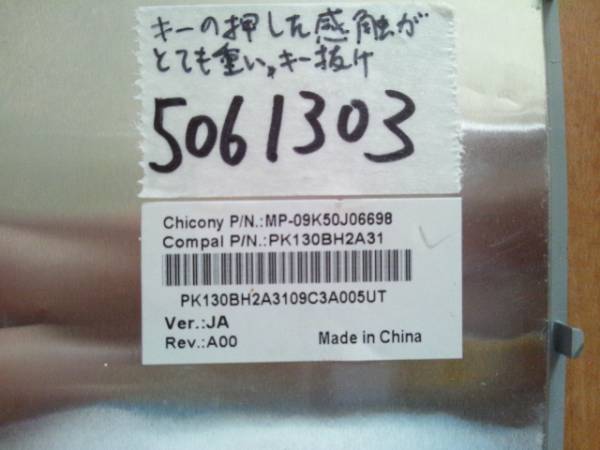 キーの押した感触が
とても重い、キー抜け
5061303
Chicony P/N.:MP-09K50J06698
Compal P/N.:PK130BH2A31
PK130BH2A3109C3A005UT
Ver.:JA
Rev.:A00
Made in China